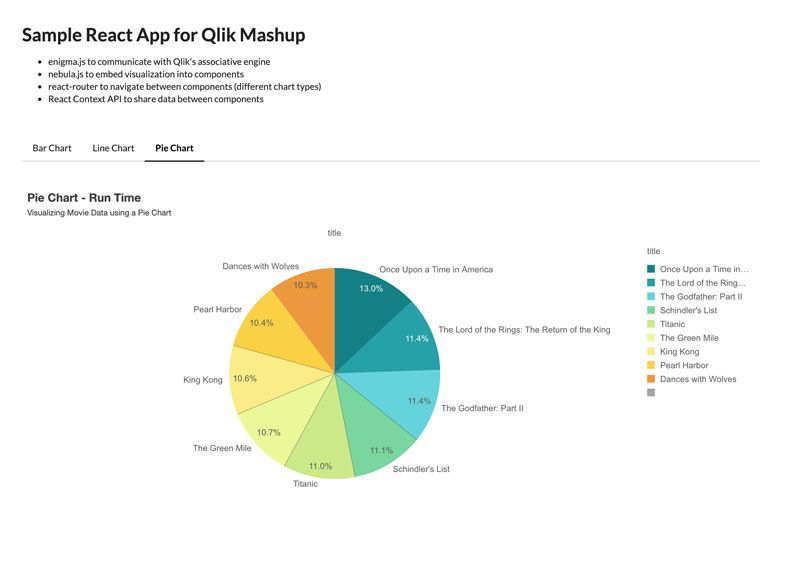 Sample React App for Qlik Mashup
enigma.js to communicate with Qlik's associative engine
nebula.js to embed visualization into components
react-router to navigate between components (different chart types)
React Context API to share data between components
Bar Chart
Line Chart
Pie Chart
Pie Chart - Run Time
Visualizing Movie Data using a Pie Chart
title
Once Upon a Time in America
13.0%
The Lord of the Rings: The Return of the King
11.4%
The Godfather: Part II
11.4%
Schindler's List
11.1%
Titanic
11.0%
The Green Mile
10.7%
King Kong
10.6%
Pearl Harbor
10.4%
Dances with Wolves
10.3%
title
Once Upon a Time in...
The Lord of the Ring...
The Godfather: Part II
Schindler's List
Titanic
The Green Mile
King Kong
Pearl Harbor
Dances with Wolves